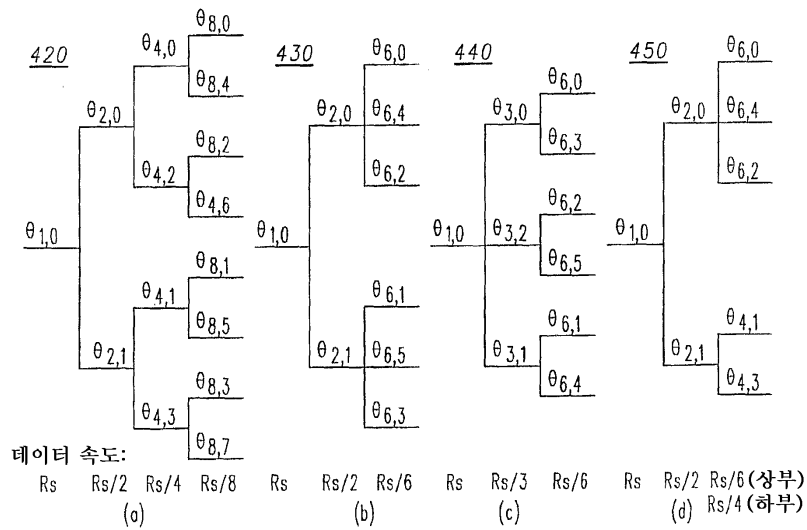 420
θ1,0
θ2,0
θ2,1
θ4,0
θ4,2
θ4,1
θ4,3
θ8,0
θ8,4
θ8,2
θ4,6
θ8,1
θ8,5
θ8,3
θ8,7
430
θ1,0
θ2,0
θ2,1
θ6,0
θ6,4
θ6,2
θ6,1
θ6,5
θ6,3
440
θ1,0
θ3,0
θ3,2
θ3,1
θ6,0
θ6,3
θ6,2
θ6,5
θ6,1
θ6,4
450
θ1,0
θ2,0
θ2,1
θ6,0
θ6,4
θ6,2
θ4,1
θ4,3
데이터 속도:
Rs Rs/2 Rs/4 Rs/8 Rs Rs/2 Rs/6 Rs Rs/3 Rs/6 Rs Rs/2 Rs/6(상부)
Rs/4(하부)
(a) (b) (c) (d)